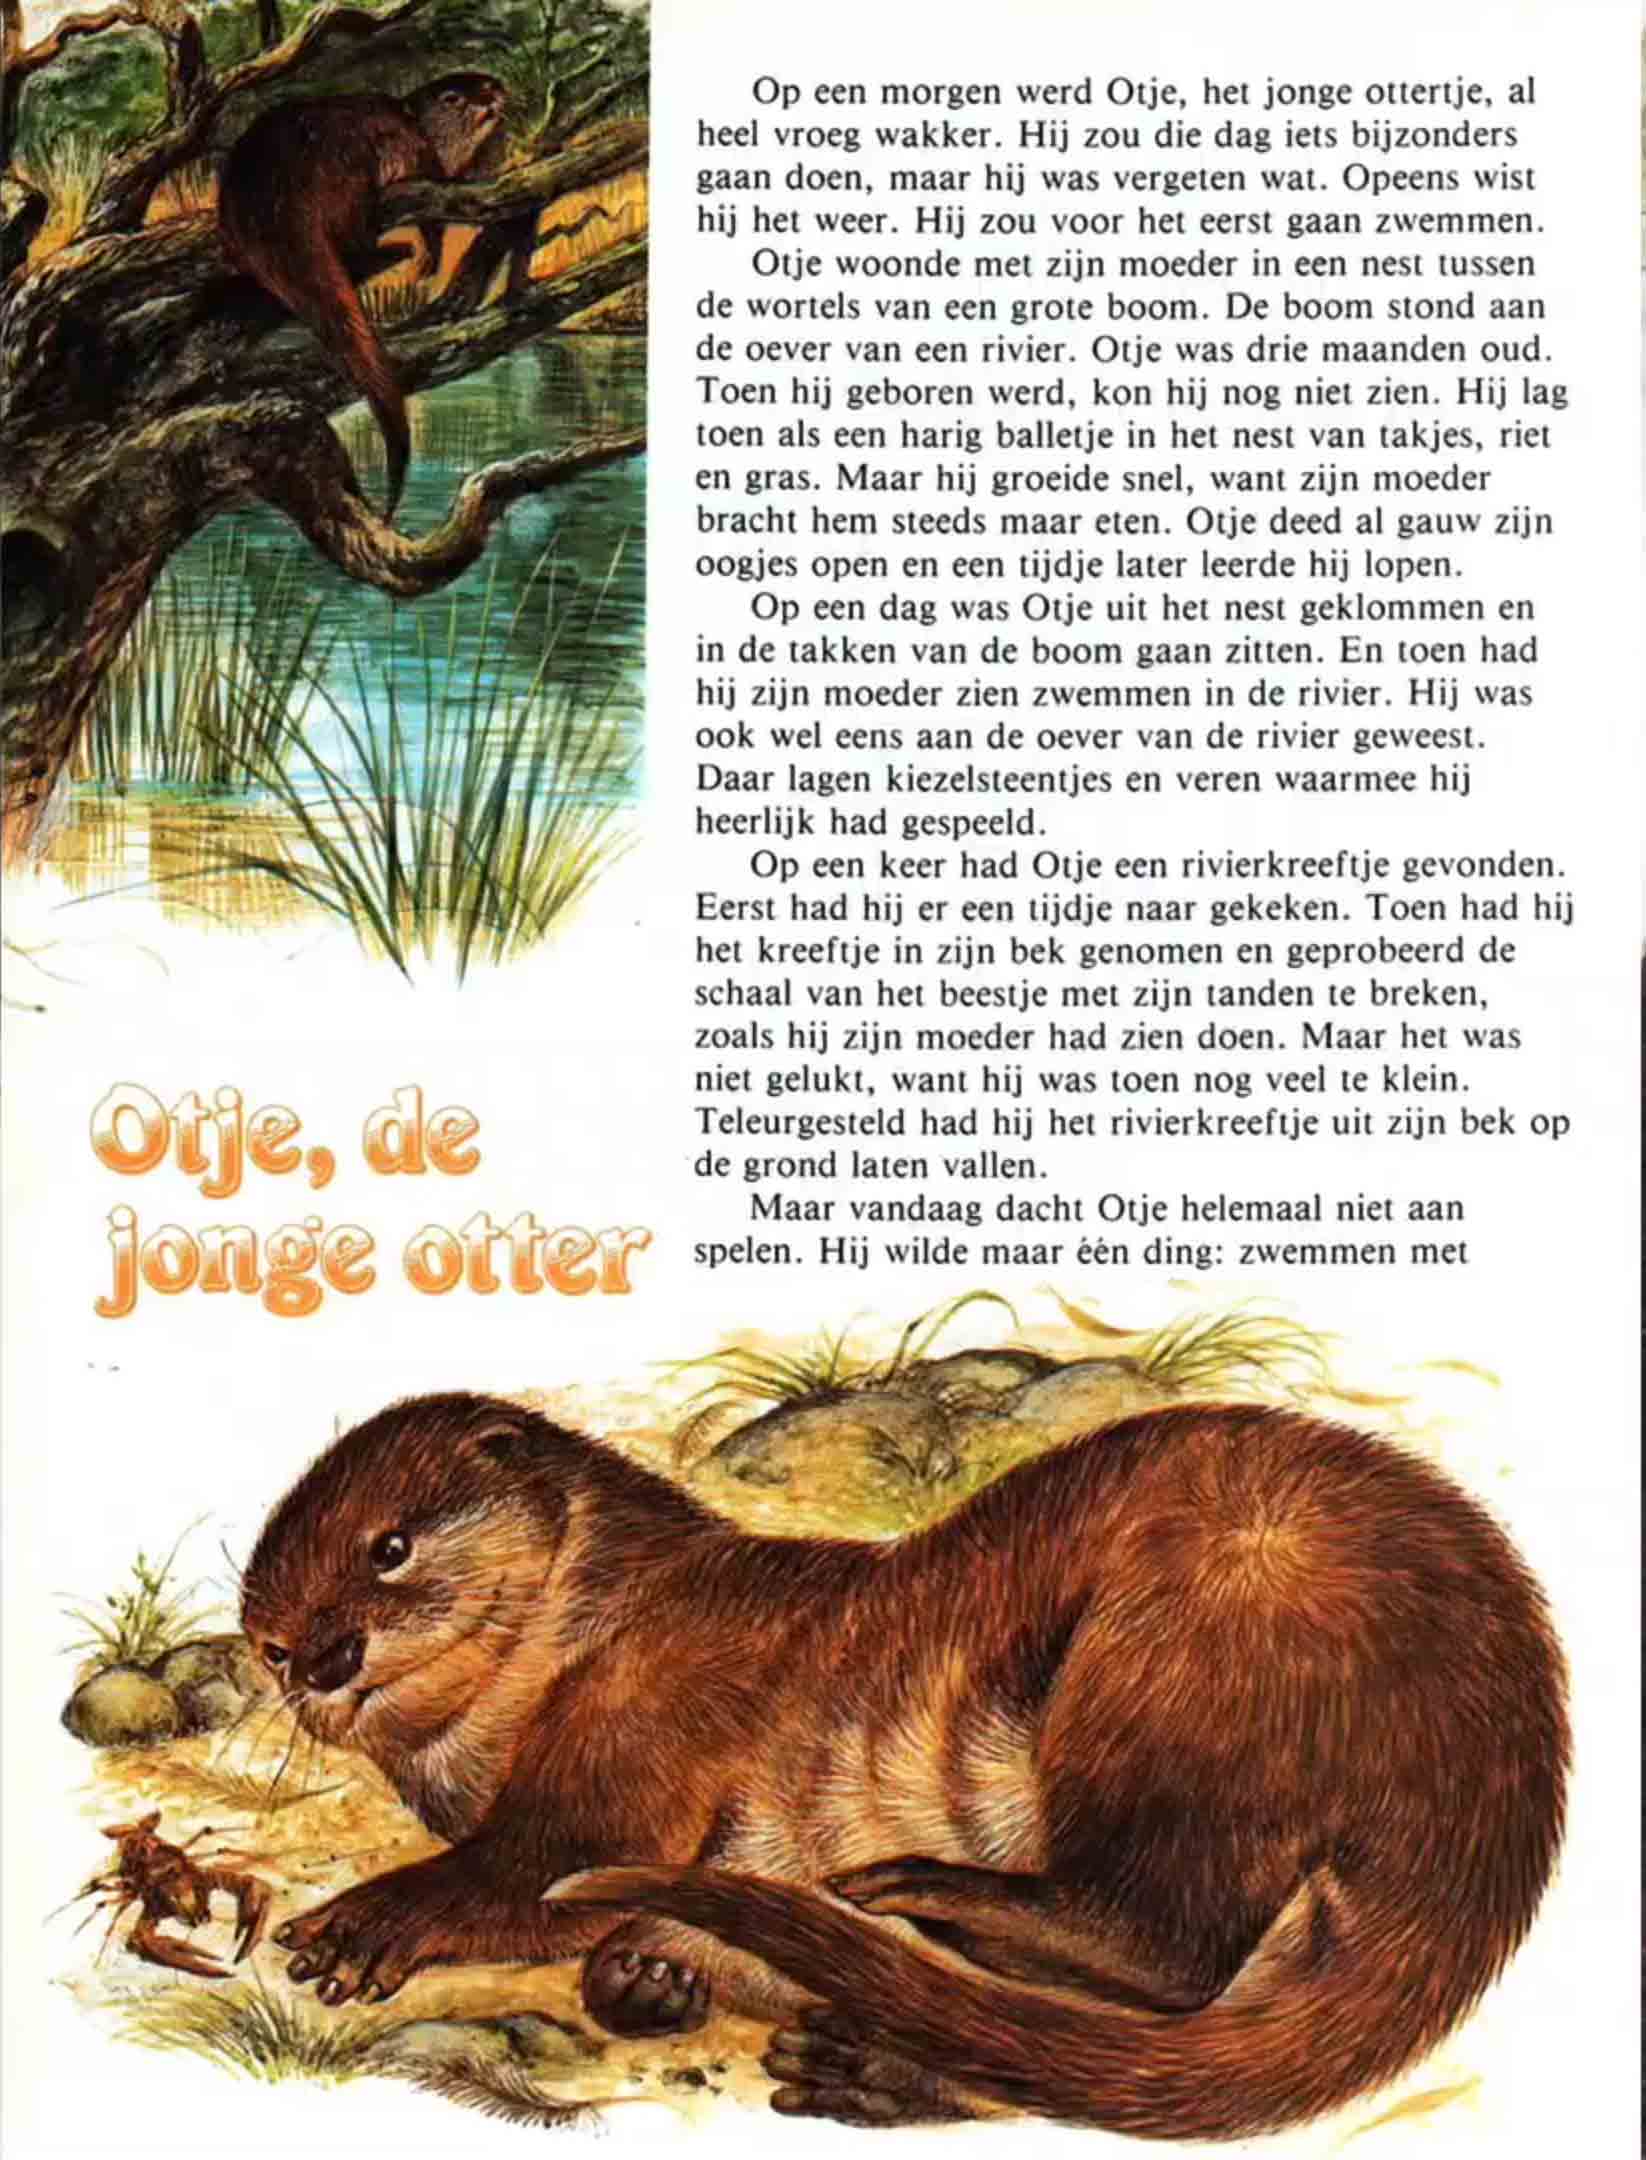 Op een morgen werd Otje, het jonge ottertje, al
heel vroeg wakker. Hij zou die dag iets bijzonders
gaan doen, maar hij was vergeten wat. Opeens wist
hij het weer. Hij zou voor het eerst gaan zwemmen.
Otje woonde met zijn moeder in een nest tussen
de wortels van een grote boom. De boom stond aan
de oever van een rivier. Otje was drie maanden oud.
Toen hij geboren werd, kon hij nog niet zien. Hij lag
toen als een harig balletje in het nest van takjes, riet
en gras. Maar hij groeide snel, want zijn moeder
bracht hem steeds maar eten. Otje deed al gauw zijn
oogjes open en een tijdje later leerde hij lopen.
Op een dag was Otje uit het nest geklommen en
in de takken van de boom gaan zitten. En toen had
hij zijn moeder zien zwemmen in de rivier. Hij was
ook wel eens aan de oever van de rivier geweest.
Daar lagen kiezelsteentjes en veren waarmee hij
heerlijk had gespeeld.
Op een keer had Otje een rivierkreeftje gevonden.
Eerst had hij er een tijdje naar gekeken. Toen had hij
het kreeftje in zijn bek genomen en geprobeerd de
schaal van het beestje met zijn tanden te breken,
zoals hij zijn moeder had zien doen. Maar het was
niet gelukt, want hij was toen nog veel te klein.
Teleurgesteld had hij het rivierkreeftje uit zijn bek op
de grond laten vallen.
Maar vandaag dacht Otje helemaal niet aan
spelen. Hij wilde maar één ding: zwemmen met
Otje, de
jonge otter